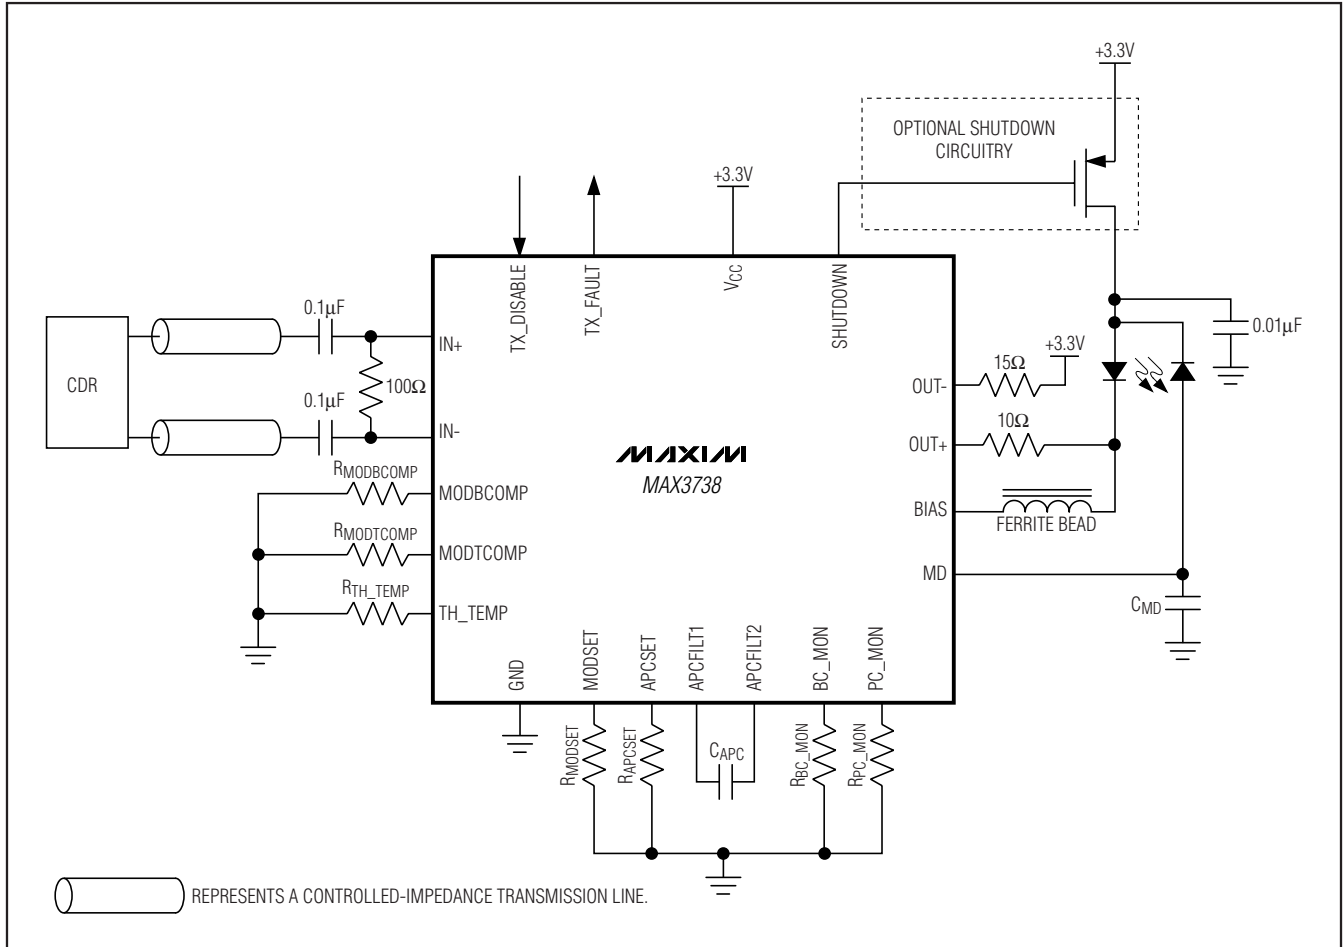 +3.3V
OPTIONAL SHUTDOWN
CIRCUITRY
+3.3V
TX_DISABLE
TX_FAULT
VCC
SHUTDOWN
0.1μF
CDR
100Ω
0.1μF
IN+
IN-
0.01μF
+3.3V
15Ω
OUT-
10Ω
OUT+
MAXIM
MAX3738
RMODBCOMP
MODBCOMP
BIAS
FERRITE BEAD
RMODTCOMP
MODTCOMP
MD
RTH_TEMP
TH_TEMP
CMD
GND
MODSET
APCSET
APCFILT1
APCFILT2
BC_MON
PC_MON
RMODSET
RAPCSET
CAPC
RBC_MON
RPC_MON
REPRESENTS A CONTROLLED-IMPEDANCE TRANSMISSION LINE.